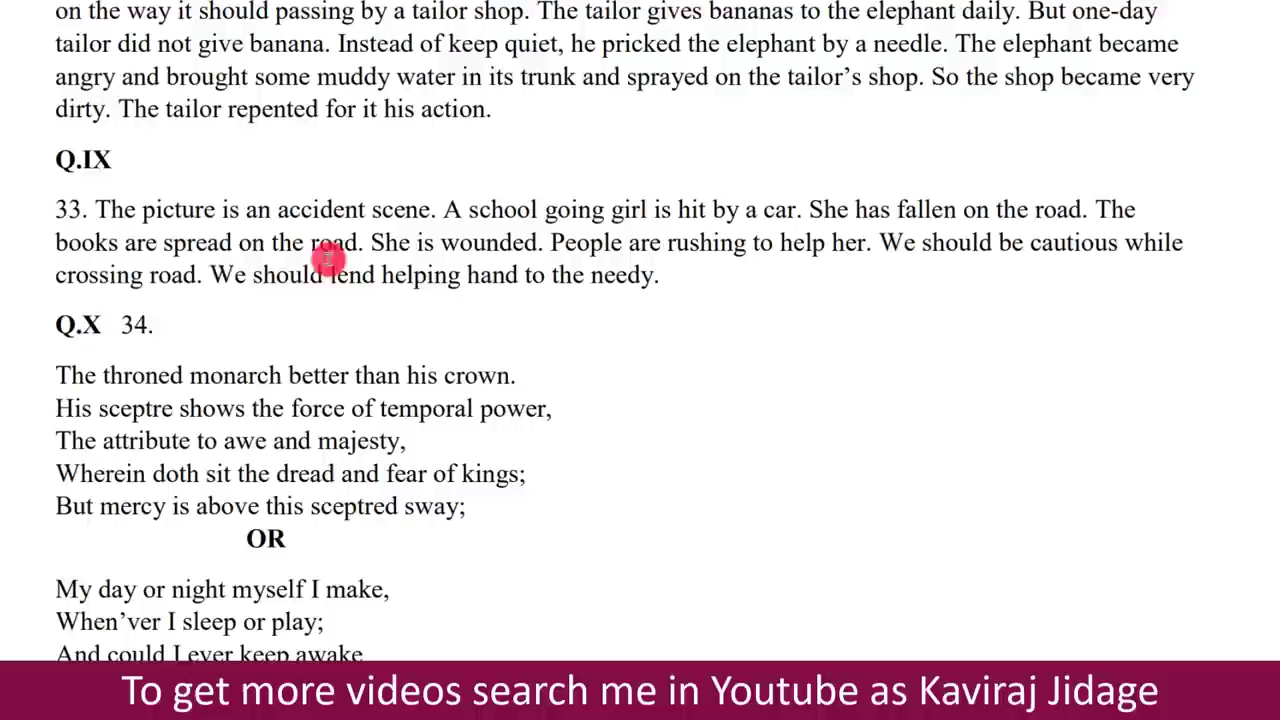 on the way it should passing by a tailor shop. The tailor gives bananas to the elephant daily. But one-day
tailor did not give banana. Instead of keep quiet, he pricked the elephant by a needle. The elephant became
angry and brought some muddy water in its trunk and sprayed on the tailor's shop. So the shop became very
dirty. The tailor repented for it his action.
Q.IX
33. The picture is an accident scene. A school going girl is hit by a car. She has fallen on the road. The
books are spread on the road. She is wounded. People are rushing to help her. We should be cautious while
crossing road. We should lend helping hand to the needy.
Q.X 34.
The throned monarch better than his crown.
His sceptre shows the force of temporal power,
The attribute to awe and majesty,
Wherein doth sit the dread and fear of kings;
But mercy is above this sceptred sway;
OR
My day or night myself I make,
When'ver I sleep or play;
And could I ever keep awake
To get more videos search me in Youtube as Kaviraj Jidage